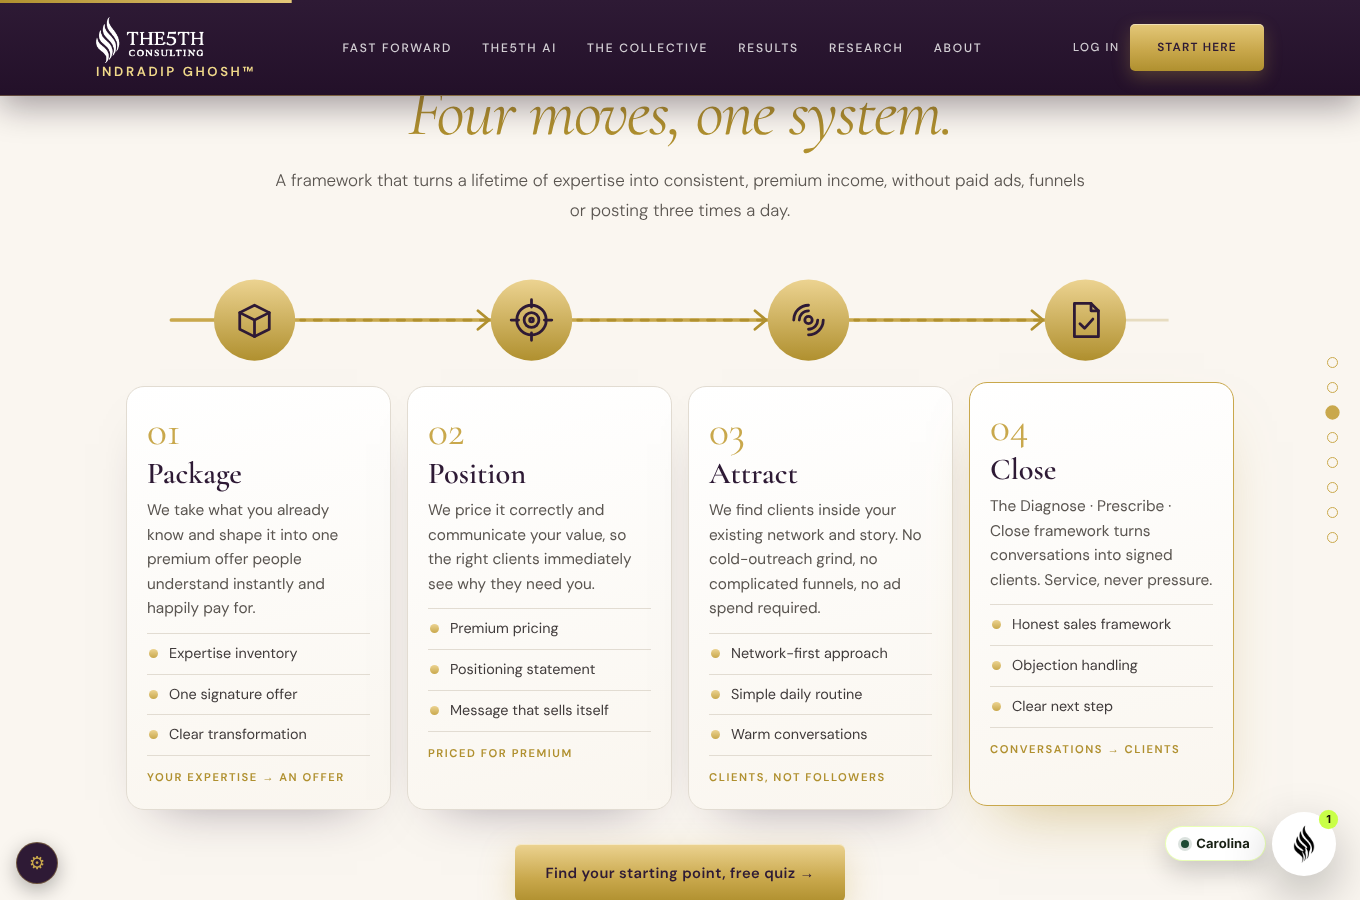 THE5TH
CONSULTING
INDRADIP GHOSH™
FAST FORWARD
THE5TH AI
THE COLLECTIVE
RESULTS
RESEARCH
ABOUT
LOG IN
START HERE
Four moves, one system.
A framework that turns a lifetime of expertise into consistent, premium income, without paid ads, funnels
or posting three times a day.
01
Package
We take what you already
know and shape it into one
premium offer people
understand instantly and
happily pay for.
Expertise inventory
One signature offer
Clear transformation
YOUR EXPERTISE → AN OFFER
02
Position
We price it correctly and
communicate your value, so
the right clients immediately
see why they need you.
Premium pricing
Positioning statement
Message that sells itself
PRICED FOR PREMIUM
03
Attract
We find clients inside your
existing network and story. No
cold-outreach grind, no
complicated funnels, no ad
spend required.
Network-first approach
Simple daily routine
Warm conversations
CLIENTS, NOT FOLLOWERS
04
Close
The Diagnose · Prescribe ·
Close framework turns
conversations into signed
clients. Service, never pressure.
Honest sales framework
Objection handling
Clear next step
CONVERSATIONS → CLIENTS
Find your starting point, free quiz →
Carolina
1